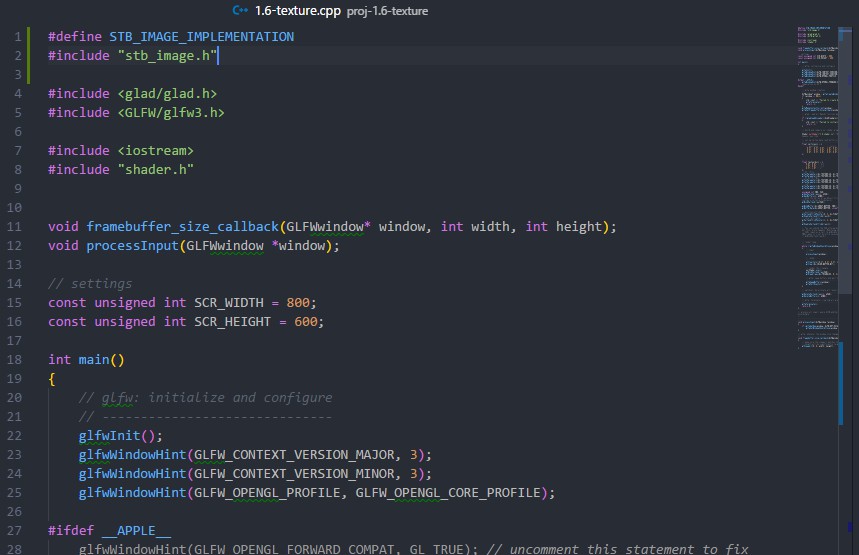 C++ 1.6-texture.cpp proj-1.6-texture
1 #define STB_IMAGE_IMPLEMENTATION
2 #include "stb_image.h"
3
4 #include <glad/glad.h>
5 #include <GLFW/glfw3.h>
6
7 #include <iostream>
8 #include "shader.h"
9
10
11 void framebuffer_size_callback(GLFWwindow* window, int width, int height);
12 void processInput(GLFWwindow *window);
13
14 // settings
15 const unsigned int SCR_WIDTH = 800;
16 const unsigned int SCR_HEIGHT = 600;
17
18 int main()
19 {
20 // glfw: initialize and configure
21 // ------------------------------
22 glfwInit();
23 glfwWindowHint(GLFW_CONTEXT_VERSION_MAJOR, 3);
24 glfwWindowHint(GLFW_CONTEXT_VERSION_MINOR, 3);
25 glfwWindowHint(GLFW_OPENGL_PROFILE, GLFW_OPENGL_CORE_PROFILE);
26
27 #ifdef __APPLE__
28 glfwWindowHint(GLFW_OPENGL_FORWARD_COMPAT, GL_TRUE); // uncomment this statement to fix